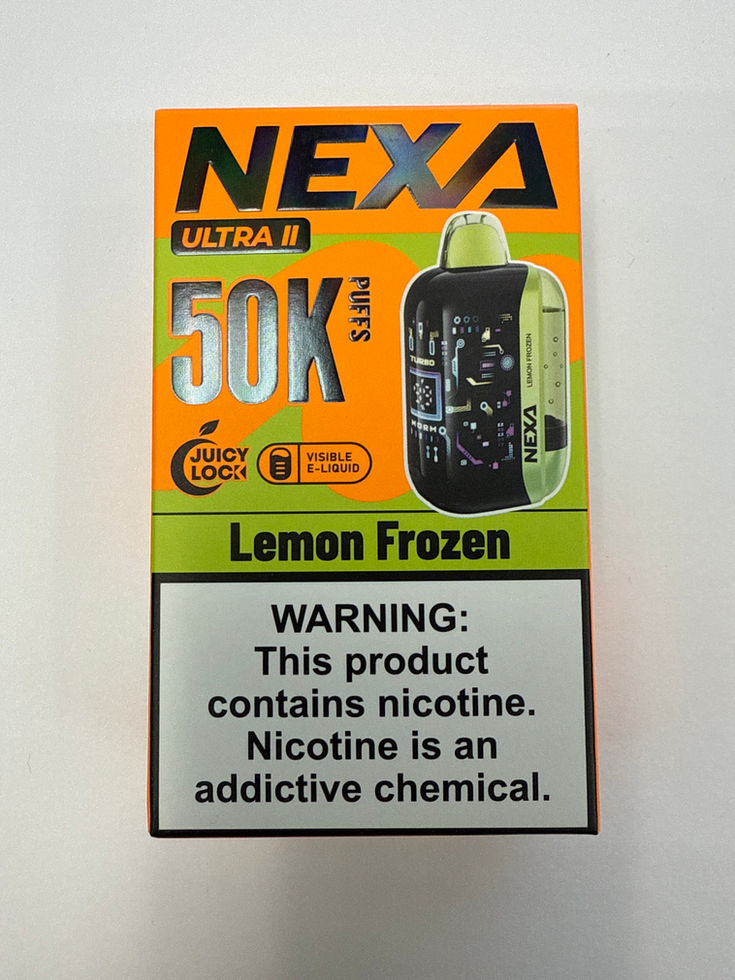 NEXA
ULTRA II
50K PUFFS
JUICY
LOCK
VISIBLE
E-LIQUID
TURBO
NORM
NEXA LEMON FROZEN
Lemon Frozen
WARNING:
This product
contains nicotine.
Nicotine is an
addictive chemical.